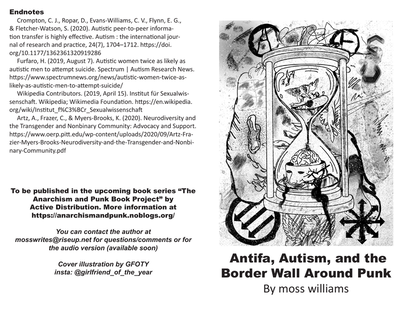 Endnotes
Crompton, C. J., Ropar, D., Evans-Williams, C. V., Flynn, E. G.,
& Fletcher-Watson, S. (2020). Autistic peer-to-peer informa-
tion transfer is highly effective. Autism : the international jour-
nal of research and practice, 24(7), 1704–1712. https://doi.
org/10.1177/1362361320919286
Furfaro, H. (2019, August 7). Autistic women twice as likely as
autistic men to attempt suicide. Spectrum | Autism Research News.
https://www.spectrumnews.org/news/autistic-women-twice-as-
likely-as-autistic-men-to-attempt-suicide/
Wikipedia Contributors. (2019, April 15). Institut für Sexualwis-
senschaft. Wikipedia; Wikimedia Foundation. https://en.wikipedia.
org/wiki/Institut_f%C3%BCr_Sexualwissenschaft
Artz, A., Frazer, C., & Myers-Brooks, K. (2020). Neurodiversity and
the Transgender and Nonbinary Community: Advocacy and Support.
https://www.oerp.pitt.edu/wp-content/uploads/2020/09/Artz-Fra-
zier-Myers-Brooks-Neurodiversity-and-the-Transgender-and-Nonbi-
nary-Community.pdf
To be published in the upcoming book series “The
Anarchism and Punk Book Project” by
Active Distribution. More information at
https://anarchismandpunk.noblogs.org/
You can contact the author at
mosswrites@riseup.net for questions/comments or for
the audio version (available soon)
Cover illustration by GFOTY
insta: @girlfriend_of_the_year
Antifa, Autism, and the
Border Wall Around Punk
By moss williams